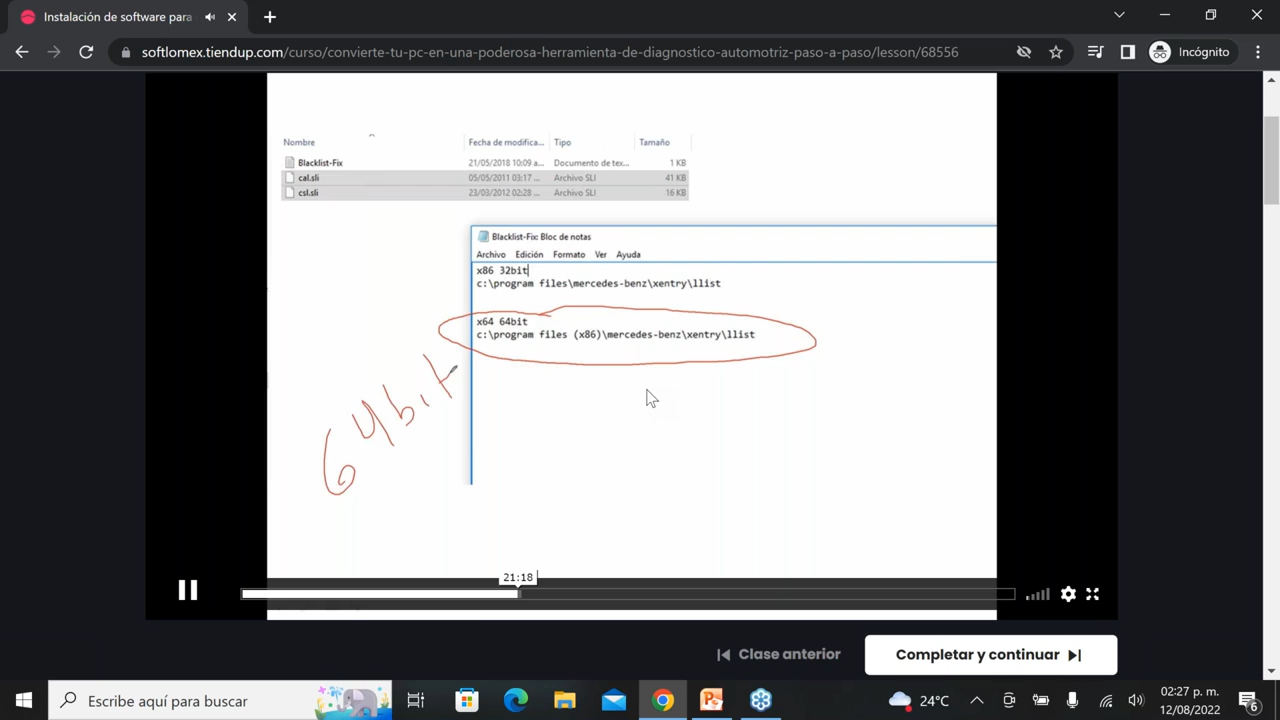 Instalación de software para
softlomex.tiendup.com/curso/convierte-tu-pc-en-una-poderosa-herramienta-de-diagnostico-automotriz-paso-a-paso/lesson/68556
Incógnito
Nombre Fecha de modifica... Tipo Tamaño
Blacklist-Fix 21/05/2018 10:09 a... Documento de tex... 1 KB
cal.sli 05/05/2011 03:17 ... Archivo SLI 41 KB
csl.sli 23/03/2012 02:28 ... Archivo SLI 16 KB
Blacklist-Fix: Bloc de notas
Archivo Edición Formato Ver Ayuda
x86 32bit
c:\program files\mercedes-benz\xentry\llist
x64 64bit
c:\program files (x86)\mercedes-benz\xentry\llist
64bit
21:18
Clase anterior
Completar y continuar
Escribe aquí para buscar
24°C
02:27 p. m.
12/08/2022
6